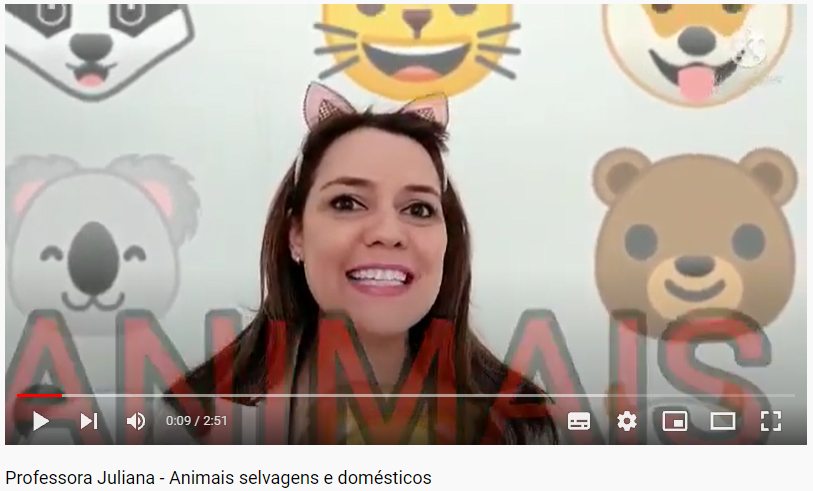 ANIMAIS
0:09 / 2:51
Professora Juliana - Animais selvagens e domésticos